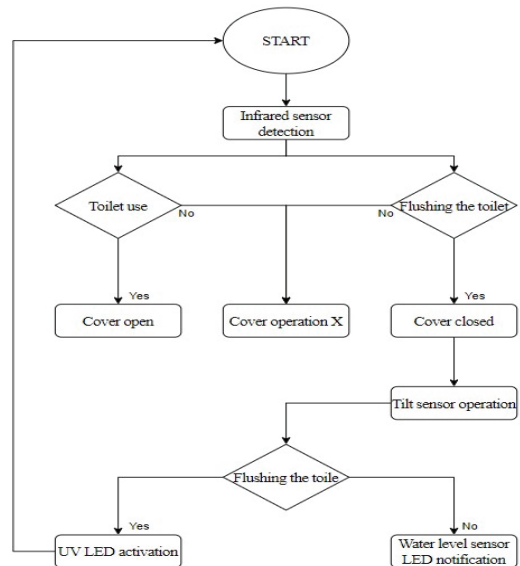 START
Infrared sensor
detection
Toilet use
No
No
Flushing the toilet
Yes
Yes
Cover open
Cover operation X
Cover closed
Tilt sensor operation
Flushing the toile
Yes
No
UV LED activation
Water level sensor
LED notification